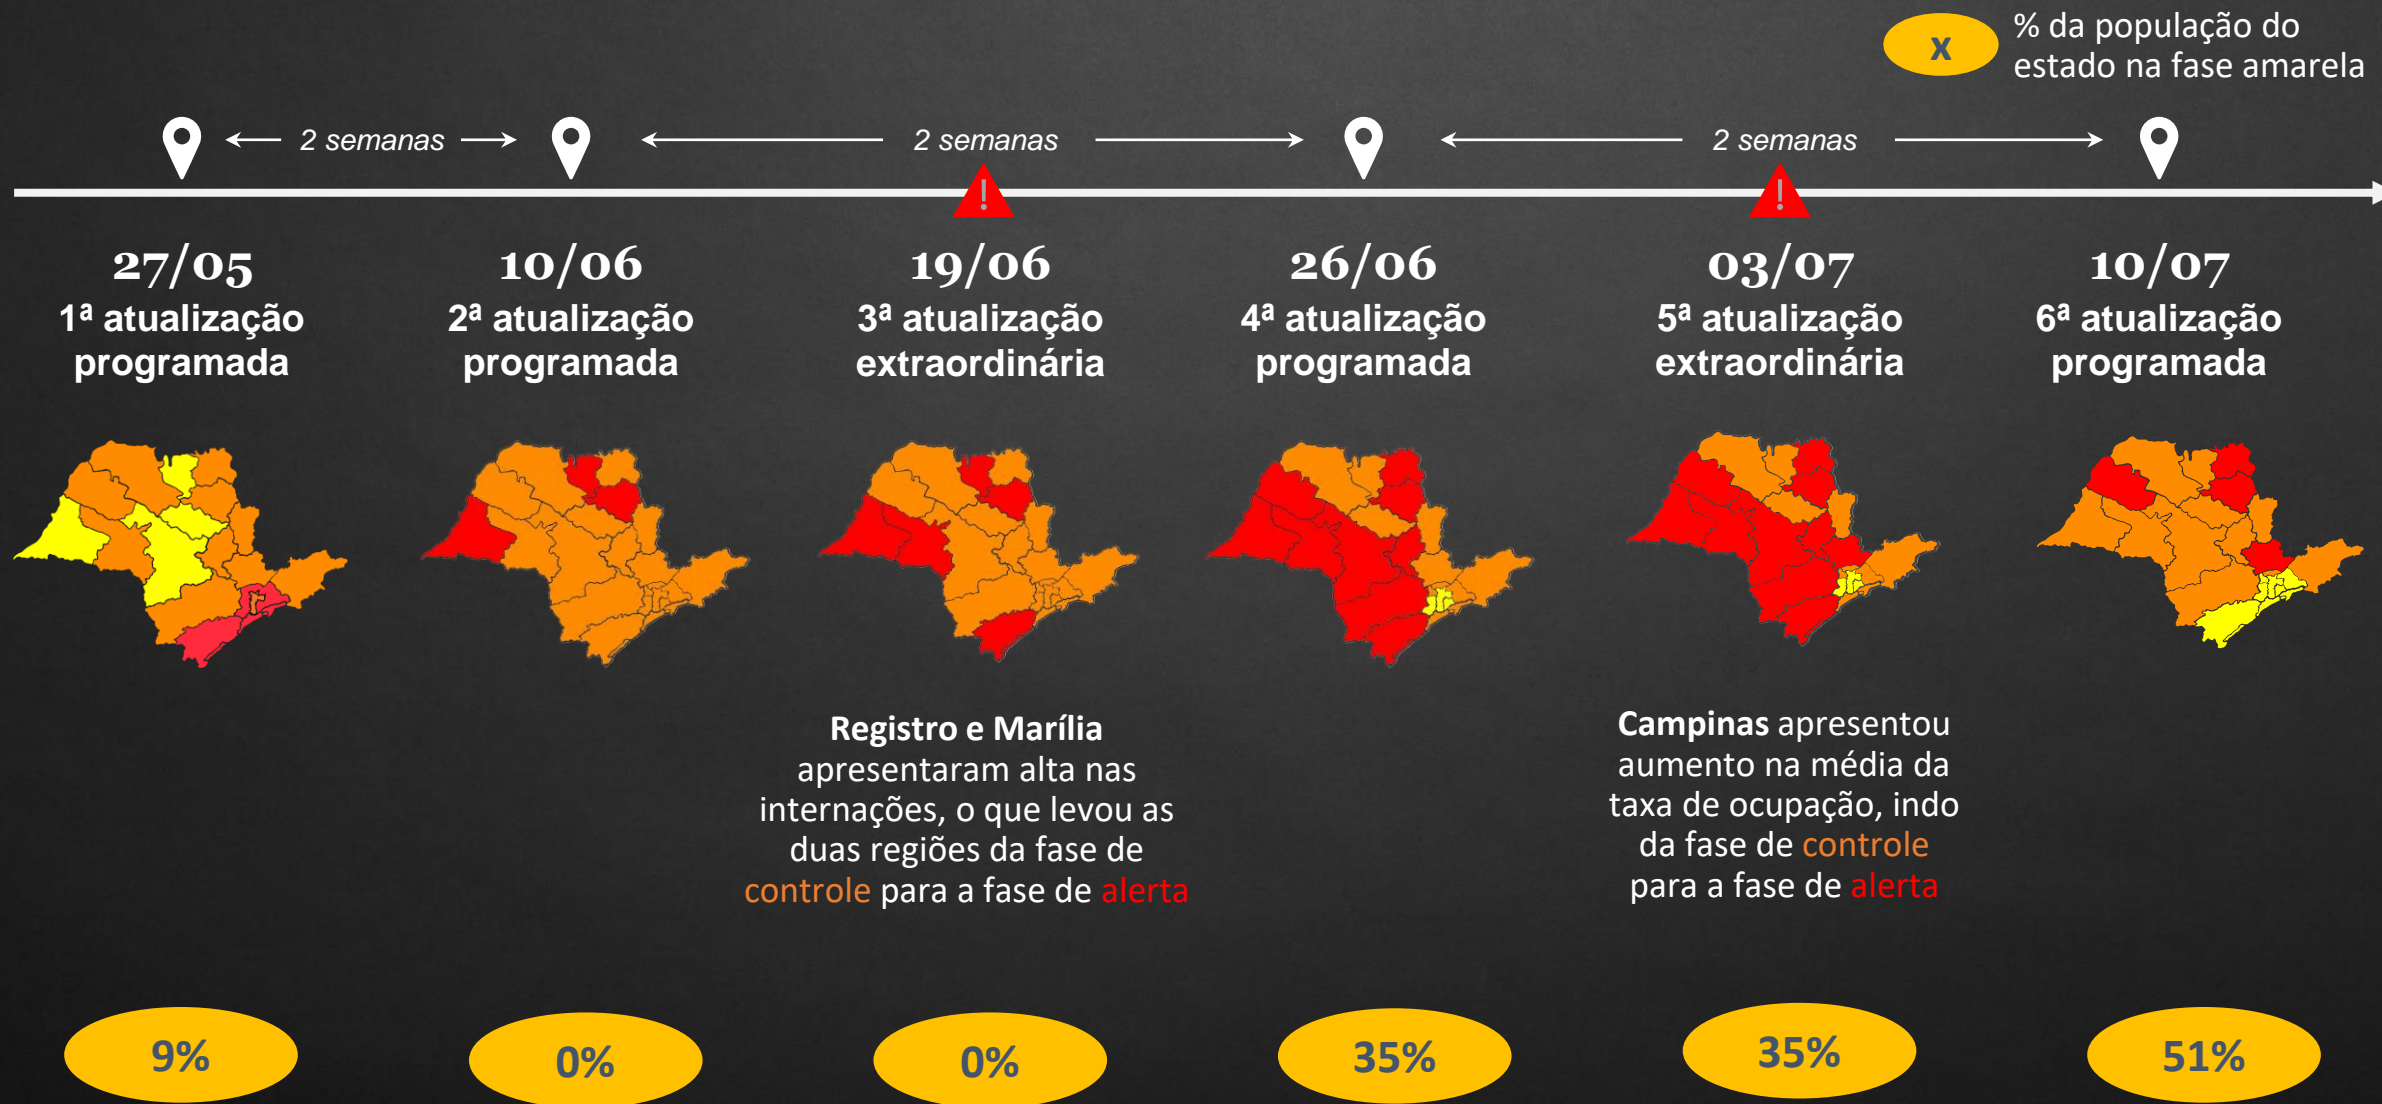 x
% da população do
estado na fase amarela
2 semanas
2 semanas
2 semanas
!
!
27/05
1ª atualização
programada
10/06
2ª atualização
programada
19/06
3ª atualização
extraordinária
26/06
4ª atualização
programada
03/07
5ª atualização
extraordinária
10/07
6ª atualização
programada
Registro e Marília
apresentaram alta nas
internações, o que levou as
duas regiões da fase de
controle para a fase de alerta
Campinas apresentou
aumento na média da
taxa de ocupação, indo
da fase de controle
para a fase de alerta
9%
0%
0%
35%
35%
51%